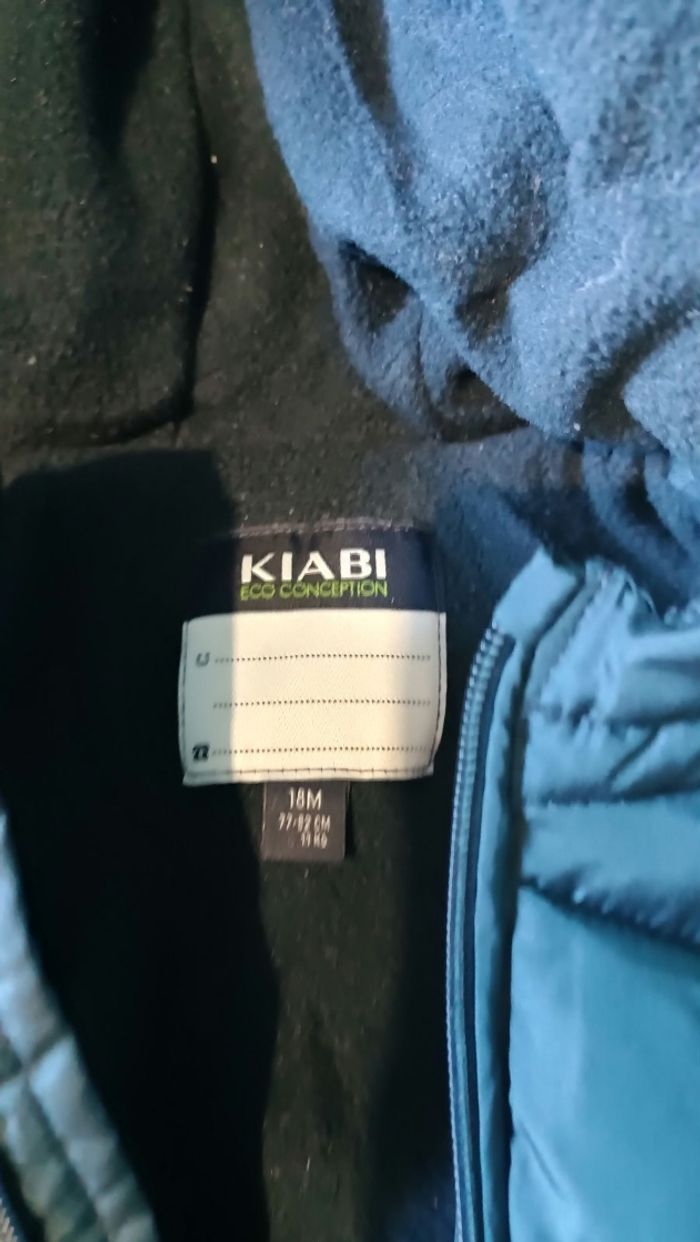 KIABI
ECO CONCEPTION
18M
77-82 CM
11 KG